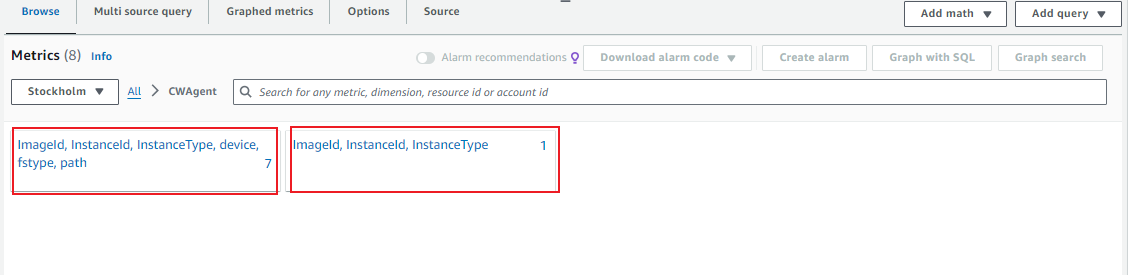 Browse Multi source query Graphed metrics Options Source Add math Add query
Metrics (8) Info Alarm recommendations Download alarm code Create alarm Graph with SQL Graph search
Stockholm All CWAgent Search for any metric, dimension, resource id or account id
ImageId, InstanceId, InstanceType, device,
fstype, path 7
ImageId, InstanceId, InstanceType 1